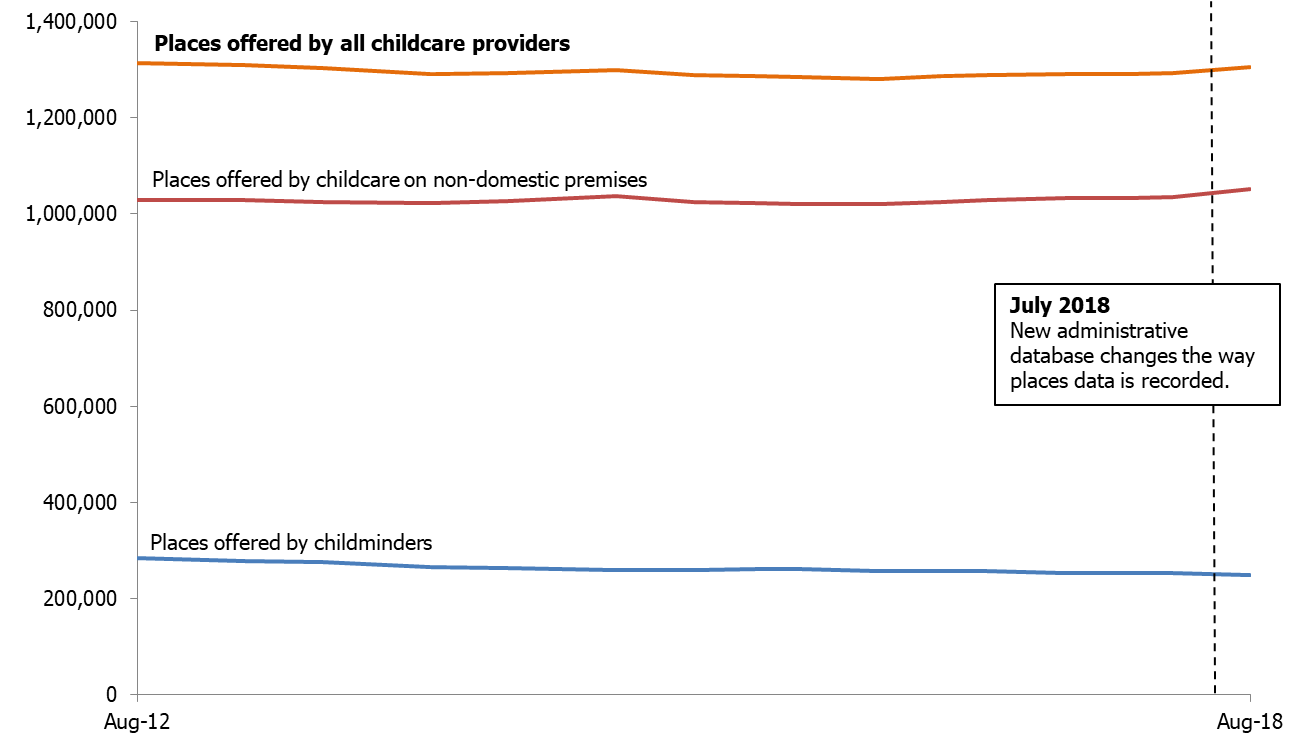 1,400,000
Places offered by all childcare providers
1,200,000
Places offered by childcare on non-domestic premises
1,000,000
800,000
July 2018
New administrative
database changes the way
places data is recorded.
600,000
400,000
Places offered by childminders
200,000
0
Aug-12
Aug-18